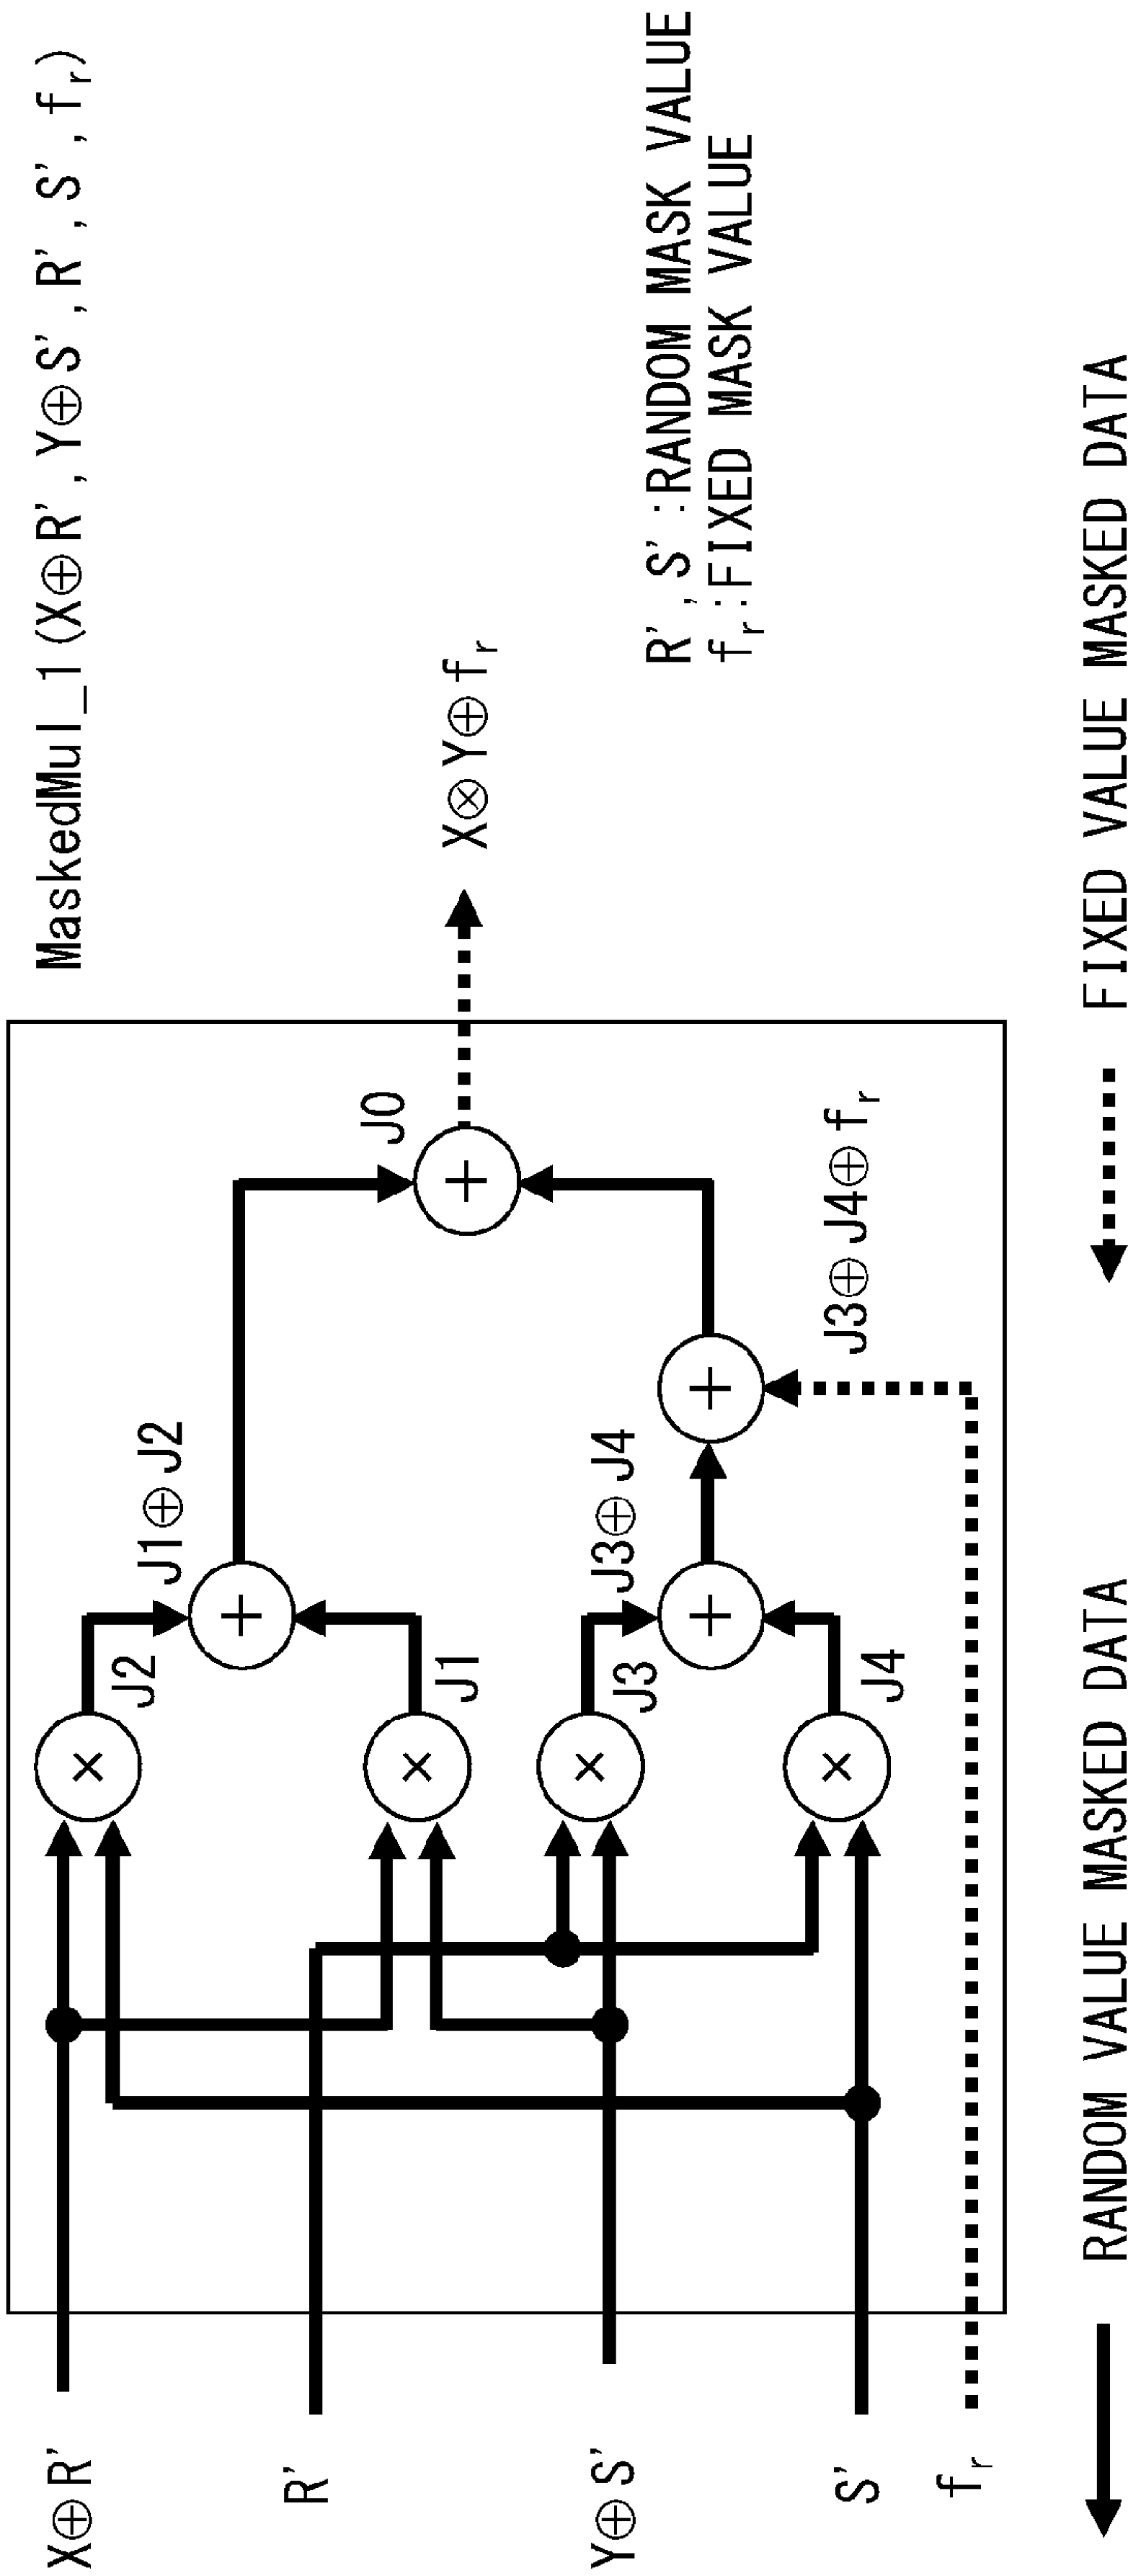 MaskedMul_1(X⊕R',Y⊕S',R',S',fr)
X⊕R'
R'
Y⊕S'
S'
fr
×
J2
×
J1
×
J3
×
J4
+
J1⊕J2
+
J3⊕J4
+
J3⊕J4⊕fr
+
J0
X⊗Y⊕fr
R',S':RANDOM MASK VALUE
fr:FIXED MASK VALUE
RANDOM VALUE MASKED DATA
FIXED VALUE MASKED DATA